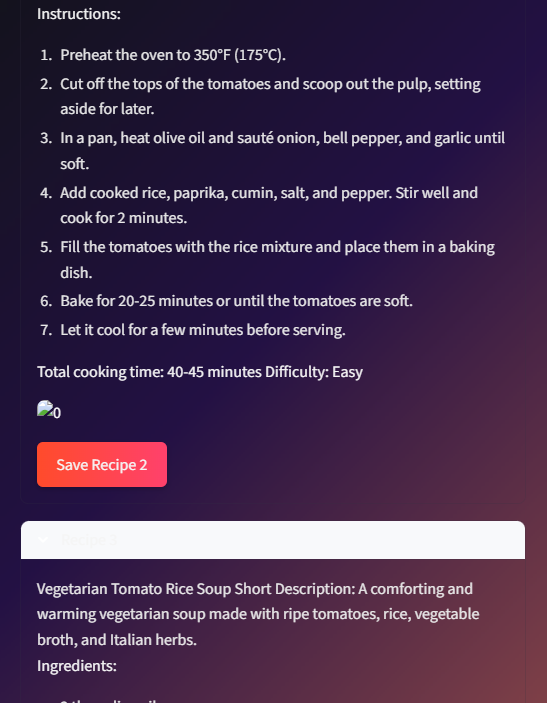 Instructions:
1. Preheat the oven to 350°F (175°C).
2. Cut off the tops of the tomatoes and scoop out the pulp, setting
aside for later.
3. In a pan, heat olive oil and sauté onion, bell pepper, and garlic until
soft.
4. Add cooked rice, paprika, cumin, salt, and pepper. Stir well and
cook for 2 minutes.
5. Fill the tomatoes with the rice mixture and place them in a baking
dish.
6. Bake for 20-25 minutes or until the tomatoes are soft.
7. Let it cool for a few minutes before serving.
Total cooking time: 40-45 minutes Difficulty: Easy
0
Save Recipe 2
Recipe 3
Vegetarian Tomato Rice Soup Short Description: A comforting and
warming vegetarian soup made with ripe tomatoes, rice, vegetable
broth, and Italian herbs.
Ingredients: